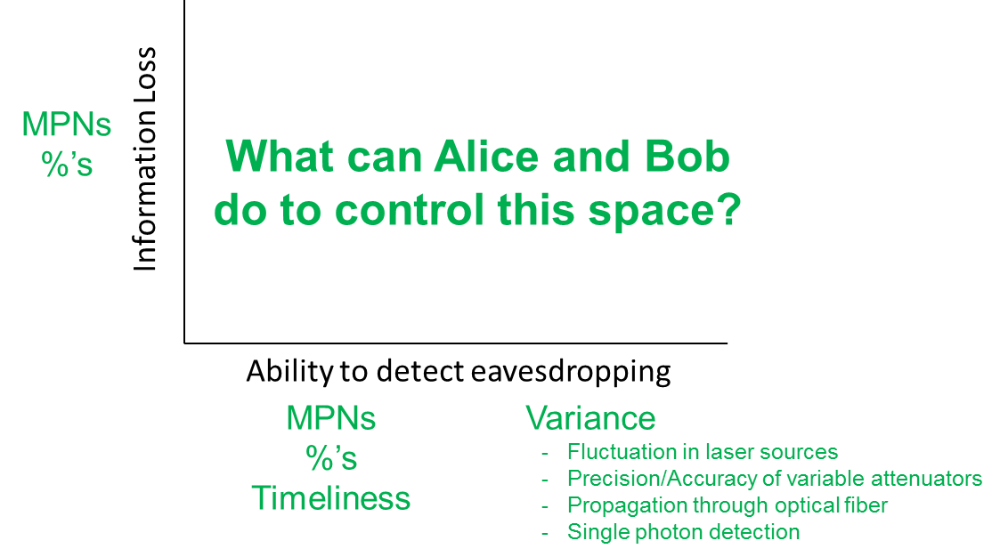 Information Loss
MPNs
%'s
What can Alice and Bob
do to control this space?
Ability to detect eavesdropping
MPNs
%'s
Timeliness
Variance
- Fluctuation in laser sources
- Precision/Accuracy of variable attenuators
- Propagation through optical fiber
- Single photon detection